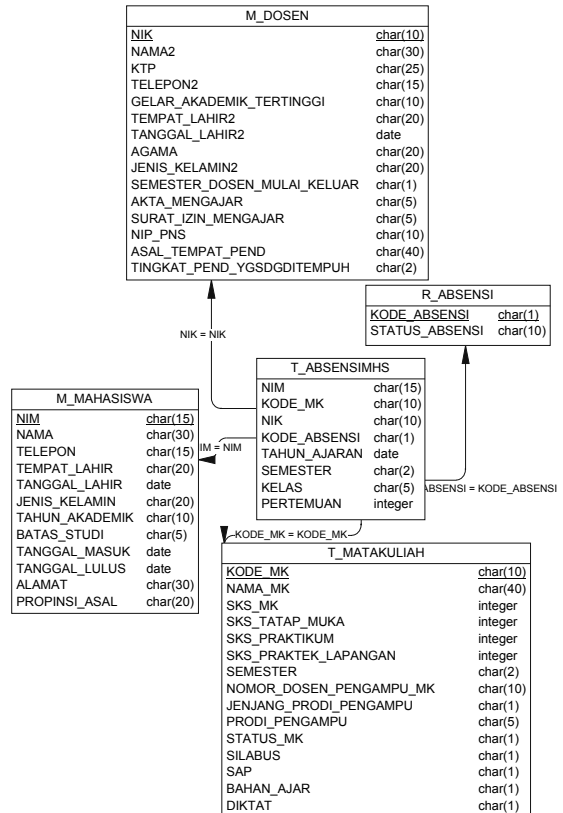 M_DOSEN
NIK char(10)
NAMA2 char(30)
KTP char(25)
TELEPON2 char(15)
GELAR_AKADEMIK_TERTINGGI char(10)
TEMPAT_LAHIR2 char(20)
TANGGAL_LAHIR2 date
AGAMA char(20)
JENIS_KELAMIN2 char(20)
SEMESTER_DOSEN_MULAI_KELUAR char(1)
AKTA_MENGAJAR char(5)
SURAT_IZIN_MENGAJAR char(5)
NIP_PNS char(10)
ASAL_TEMPAT_PEND char(40)
TINGKAT_PEND_YGSDGDITEMPUH char(2)
NIK = NIK
R_ABSENSI
KODE_ABSENSI char(1)
STATUS_ABSENSI char(10)
T_ABSENSIMHS
NIM char(15)
KODE_MK char(10)
NIK char(10)
KODE_ABSENSI char(1)
TAHUN_AJARAN date
SEMESTER char(2)
KELAS char(5)
PERTEMUAN integer
ABSENSI = KODE_ABSENSI
M_MAHASISWA
NIM char(15)
NAMA char(30)
TELEPON char(15)
TEMPAT_LAHIR char(20)
TANGGAL_LAHIR date
JENIS_KELAMIN char(20)
TAHUN_AKADEMIK char(10)
BATAS_STUDI char(5)
TANGGAL_MASUK date
TANGGAL_LULUS date
ALAMAT char(30)
PROPINSI_ASAL char(20)
IM = NIM
KODE_MK = KODE_MK
T_MATAKULIAH
KODE_MK char(10)
NAMA_MK char(40)
SKS_MK integer
SKS_TATAP_MUKA integer
SKS_PRAKTIKUM integer
SKS_PRAKTEK_LAPANGAN integer
SEMESTER char(2)
NOMOR_DOSEN_PENGAMPU_MK char(10)
JENJANG_PRODI_PENGAMPU char(1)
PRODI_PENGAMPU char(5)
STATUS_MK char(1)
SILABUS char(1)
SAP char(1)
BAHAN_AJAR char(1)
DIKTAT char(1)